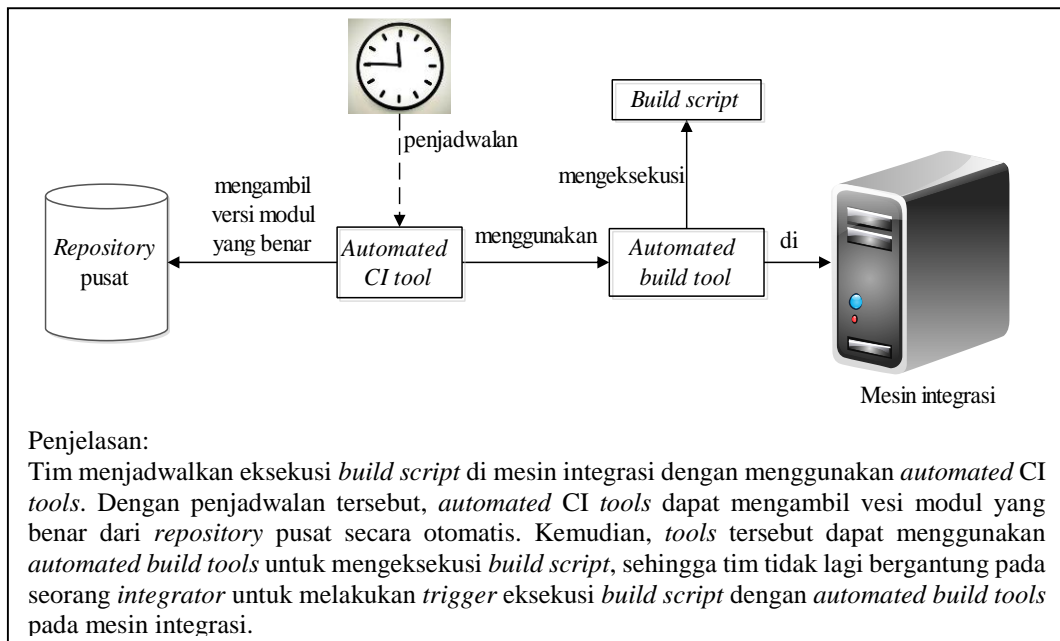 Build script
penjadwalan
mengeksekusi
mengambil
versi modul
yang benar
Repository
pusat
Automated
CI tool
menggunakan
Automated
build tool
di
Mesin integrasi
Penjelasan:
Tim menjadwalkan eksekusi build script di mesin integrasi dengan menggunakan automated CI
tools. Dengan penjadwalan tersebut, automated CI tools dapat mengambil vesi modul yang
benar dari repository pusat secara otomatis. Kemudian, tools tersebut dapat menggunakan
automated build tools untuk mengeksekusi build script, sehingga tim tidak lagi bergantung pada
seorang integrator untuk melakukan trigger eksekusi build script dengan automated build tools
pada mesin integrasi.